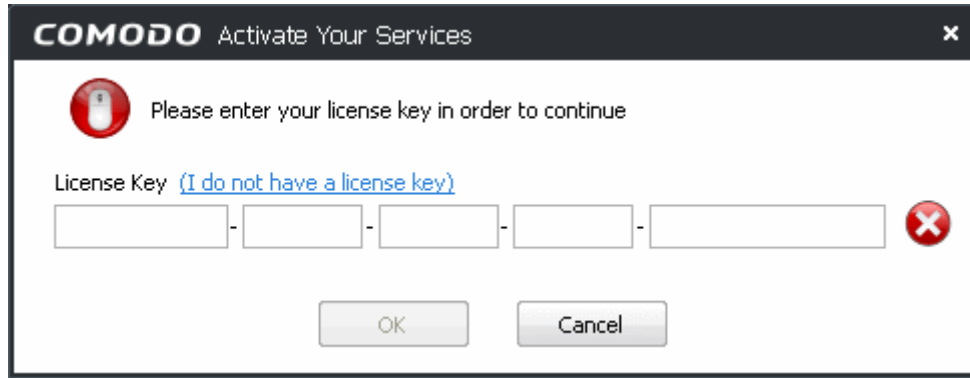 COMODO Activate Your Services
Please enter your license key in order to continue
License Key (I do not have a license key)
- - - -
OK Cancel